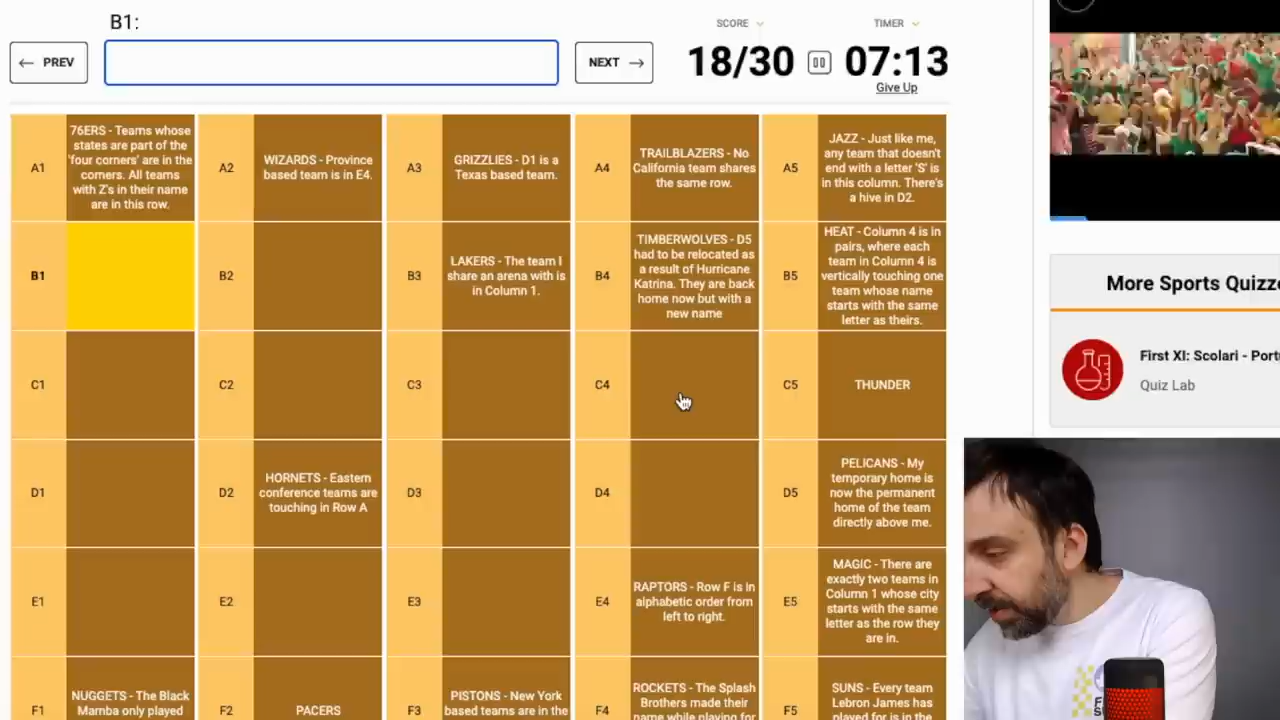 B1:
← PREV
NEXT →
SCORE
18/30
TIMER
07:13
Give Up
A1
76ERS - Teams whose
states are part of the
'four corners' are in the
corners. All teams
with Z's in their name
are in this row.
A2
WIZARDS - Province
based team is in E4.
A3
GRIZZLIES - D1 is a
Texas based team.
A4
TRAILBLAZERS - No
California team shares
the same row.
A5
JAZZ - Just like me,
any team that doesn't
end with a letter 'S' is
in this column. There's
a hive in D2.
B1
B2
B3
LAKERS - The team I
share an arena with is
in Column 1.
B4
TIMBERWOLVES - D5
had to be relocated as
a result of Hurricane
Katrina. They are back
home now but with a
new name
B5
HEAT - Column 4 is in
pairs, where each
team in Column 4 is
vertically touching one
team whose name
starts with the same
letter as theirs.
C1
C2
C3
C4
C5
THUNDER
D1
D2
HORNETS - Eastern
conference teams are
touching in Row A
D3
D4
D5
PELICANS - My
temporary home is
now the permanent
home of the team
directly above me.
E1
E2
E3
E4
RAPTORS - Row F is in
alphabetic order from
left to right.
E5
MAGIC - There are
exactly two teams in
Column 1 whose city
starts with the same
letter as the row they
are in.
F1
NUGGETS - The Black
Mamba only played
F2
PACERS
F3
PISTONS - New York
based teams are in the
F4
ROCKETS - The Splash
Brothers made their
name while playing for
F5
SUNS - Every team
Lebron James has
played for is in the
More Sports Quizze
First XI: Scolari - Port
Quiz Lab